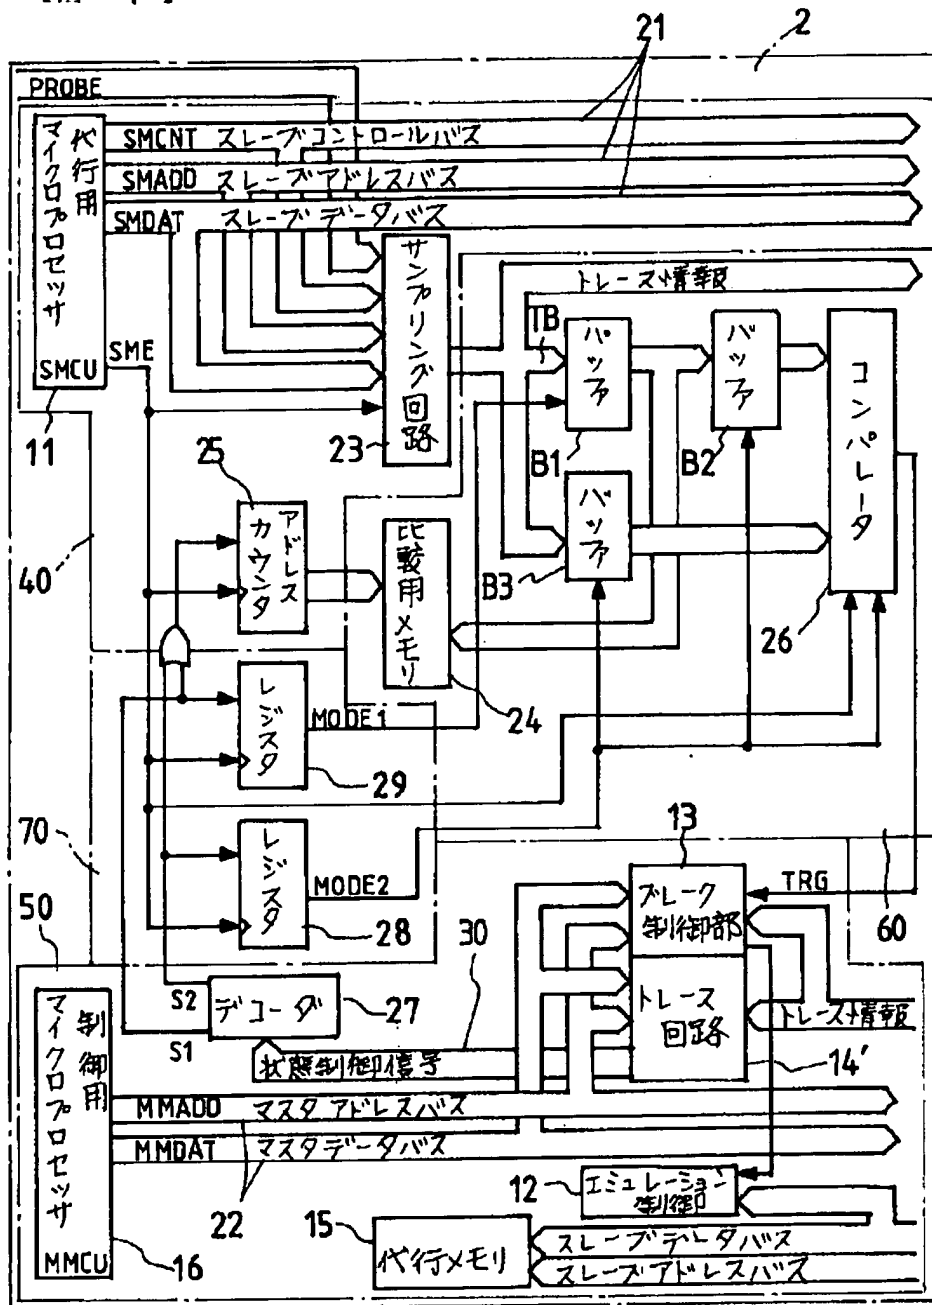 21
2
PROBE
代行用
マイクロプロセッサ
SMCU
11
SMCNT スレーブコントロールバス
SMADD スレーブアドレスバス
SMDAT スレーブデータバス
SME
サンプリング回路
23
トレース情報
TB
バッファ
B1
バッファ
B2
バッファ
B3
コンパレータ
26
25
アドレス
カウンタ
比較用メモリ
24
40
レジスタ
MODE1
29
レジスタ
MODE2
28
70
50
13
ブレーク
制御部
TRG
60
30
S2
S1
デコーダ
27
トレース
回路
トレース情報
14'
状態制御信号
制御用
マイクロプロセッサ
MMCU
16
MMADD マスタアドレスバス
MMDAT マスタデータバス
22
12
エミュレーション
制御
15
代行メモリ
スレーブデータバス
スレーブアドレスバス